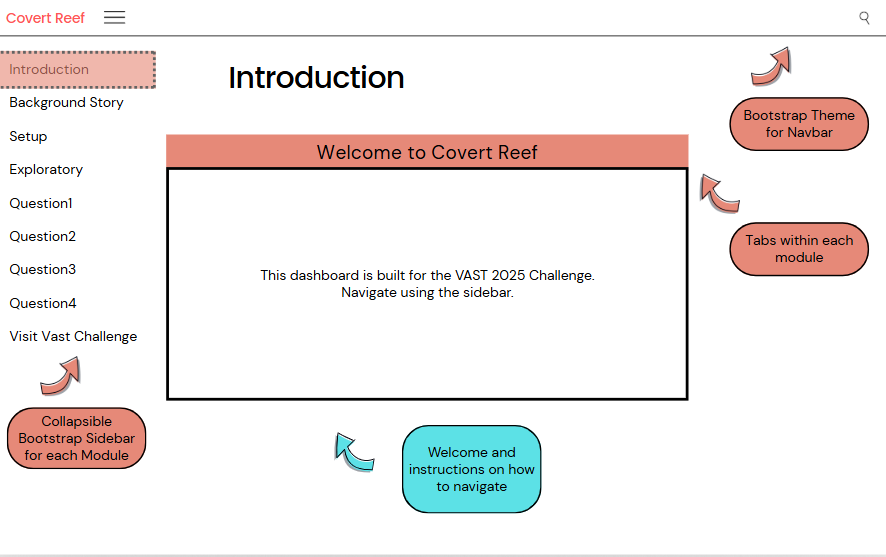 Covert Reef
Introduction
Background Story
Setup
Exploratory
Question1
Question2
Question3
Question4
Visit Vast Challenge
Collapsible
Bootstrap Sidebar
for each Module
Introduction
Welcome to Covert Reef
This dashboard is built for the VAST 2025 Challenge.
Navigate using the sidebar.
Welcome and
instructions on how
to navigate
Bootstrap Theme
for Navbar
Tabs within each
module